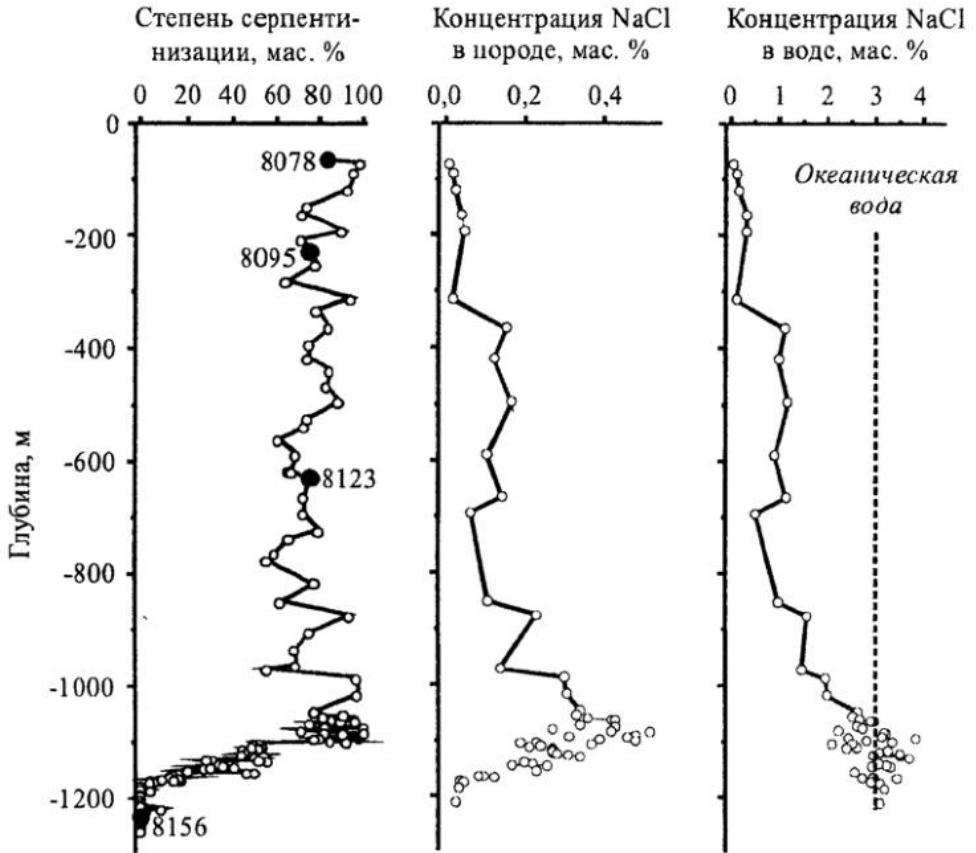 Степень серпенти-
низации, мас. %
0 20 40 60 80 100
Концентрация NaCl
в породе, мас. %
0,0 0,2 0,4
Концентрация NaCl
в воде, мас. %
0 1 2 3 4
Глубина, м
0
-200
-400
-600
-800
-1000
-1200
8078
8095
8123
8156
Океаническая
вода